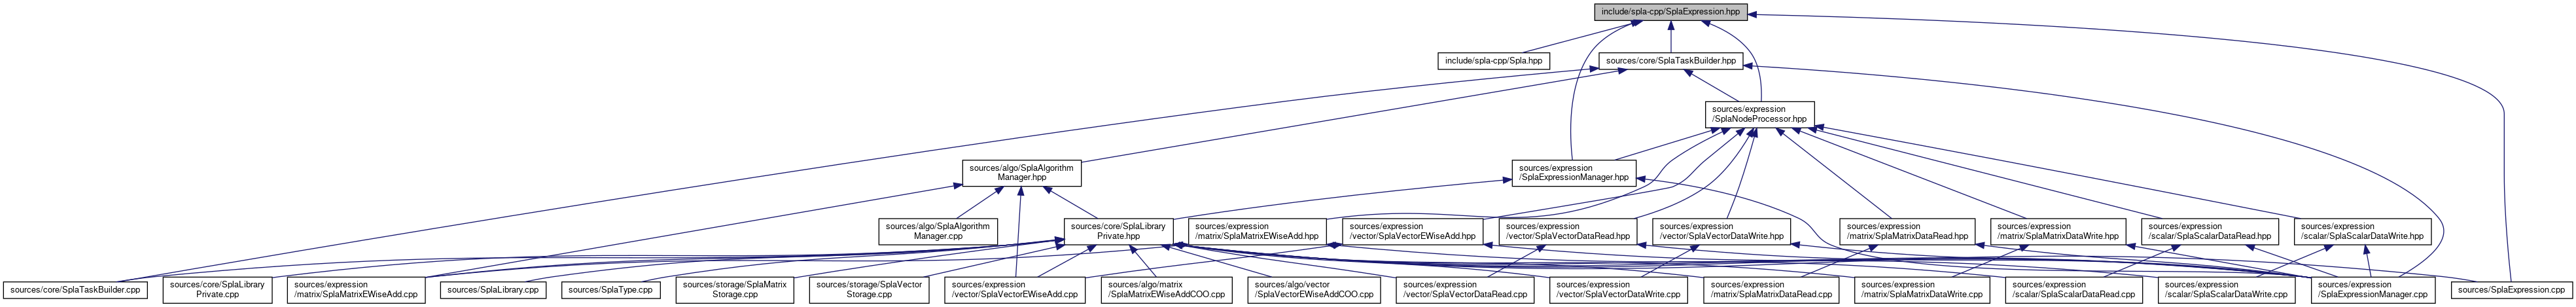 include/spla-cpp/SplaExpression.hpp
include/spla-cpp/Spla.hpp
sources/core/SplaTaskBuilder.hpp
sources/expression
/SplaNodeProcessor.hpp
sources/algo/SplaAlgorithm
Manager.hpp
sources/expression
/SplaExpressionManager.hpp
sources/algo/SplaAlgorithm
Manager.cpp
sources/core/SplaLibrary
Private.hpp
sources/expression
/matrix/SplaMatrixEWiseAdd.hpp
sources/expression
/vector/SplaVectorEWiseAdd.hpp
sources/expression
/vector/SplaVectorDataRead.hpp
sources/expression
/vector/SplaVectorDataWrite.hpp
sources/expression
/matrix/SplaMatrixDataRead.hpp
sources/expression
/matrix/SplaMatrixDataWrite.hpp
sources/expression
/scalar/SplaScalarDataRead.hpp
sources/expression
/scalar/SplaScalarDataWrite.hpp
sources/core/SplaTaskBuilder.cpp
sources/core/SplaLibrary
Private.cpp
sources/expression
/matrix/SplaMatrixEWiseAdd.cpp
sources/SplaLibrary.cpp
sources/SplaType.cpp
sources/storage/SplaMatrix
Storage.cpp
sources/storage/SplaVector
Storage.cpp
sources/expression
/vector/SplaVectorEWiseAdd.cpp
sources/algo/matrix
/SplaMatrixEWiseAddCOO.cpp
sources/algo/vector
/SplaVectorEWiseAddCOO.cpp
sources/expression
/vector/SplaVectorDataRead.cpp
sources/expression
/vector/SplaVectorDataWrite.cpp
sources/expression
/matrix/SplaMatrixDataRead.cpp
sources/expression
/matrix/SplaMatrixDataWrite.cpp
sources/expression
/scalar/SplaScalarDataRead.cpp
sources/expression
/scalar/SplaScalarDataWrite.cpp
sources/expression
/SplaExpressionManager.cpp
sources/SplaExpression.cpp